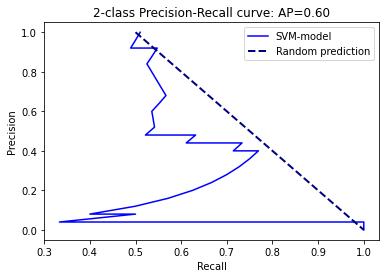 2-class Precision-Recall curve: AP=0.60
SVM-model
Random prediction
Precision
1.0
0.8
0.6
0.4
0.2
0.0
0.3 0.4 0.5 0.6 0.7 0.8 0.9 1.0
Recall